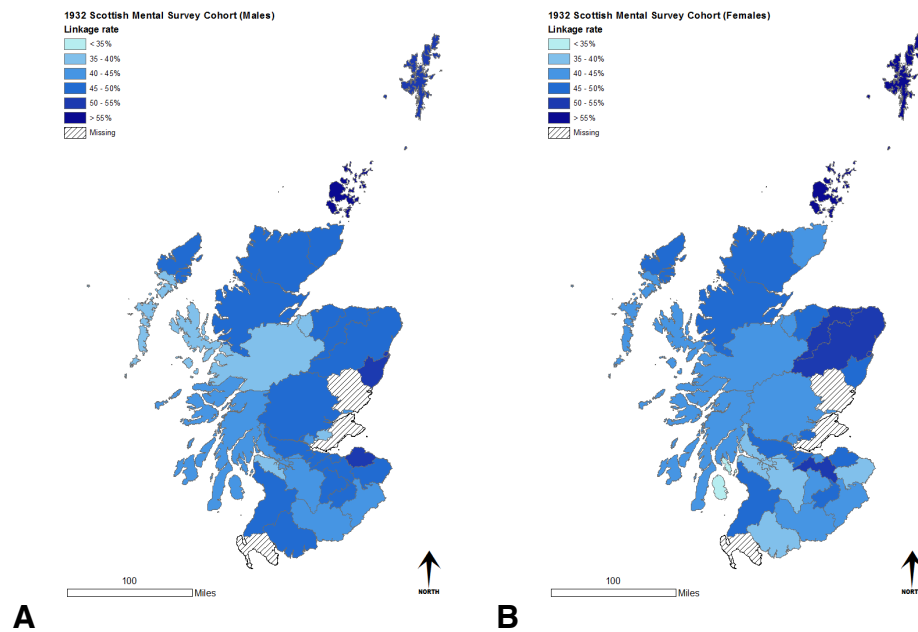 1932 Scottish Mental Survey Cohort (Males)
Linkage rate
< 35%
35 - 40%
40 - 45%
45 - 50%
50 - 55%
> 55%
Missing
100
Miles
NORTH
A
1932 Scottish Mental Survey Cohort (Females)
Linkage rate
< 35%
35 - 40%
40 - 45%
45 - 50%
50 - 55%
> 55%
Missing
100
Miles
NORTH
B